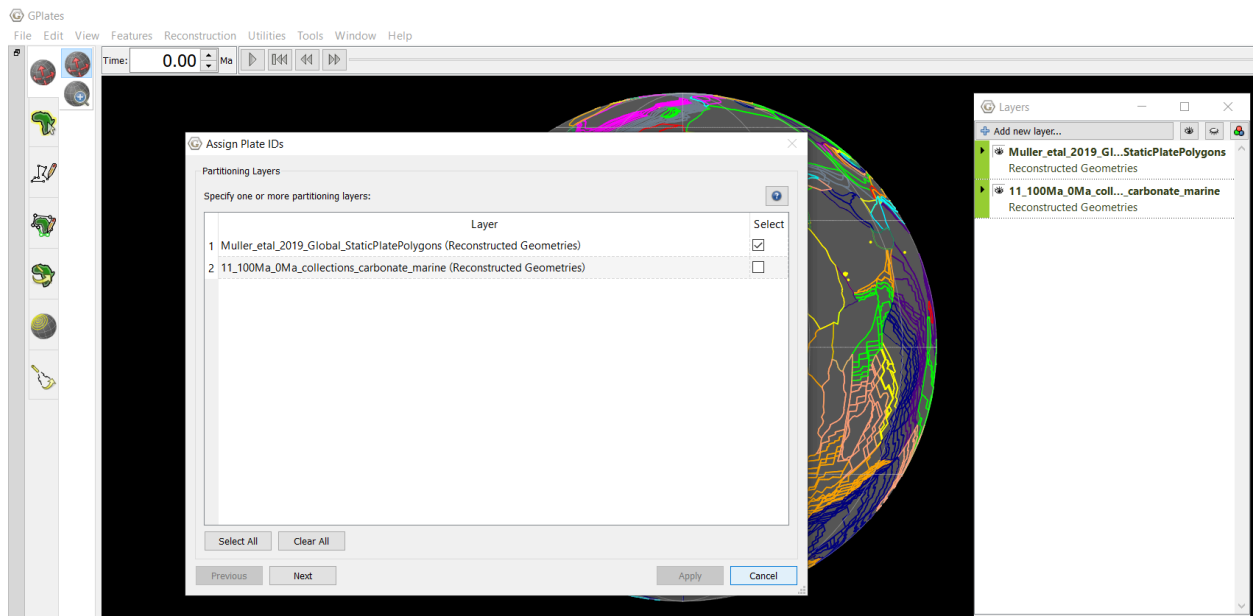 GPlates
File Edit View Features Reconstruction Utilities Tools Window Help
Time: 0.00 Ma
Assign Plate IDs
Partitioning Layers
Specify one or more partitioning layers:
Layer Select
1 Muller_etal_2019_Global_StaticPlatePolygons (Reconstructed Geometries)
2 11_100Ma_0Ma_collections_carbonate_marine (Reconstructed Geometries)
Select All Clear All
Previous Next Apply Cancel
Layers
Add new layer...
Muller_etal_2019_Gl...StaticPlatePolygons
Reconstructed Geometries
11_100Ma_0Ma_coll..._carbonate_marine
Reconstructed Geometries